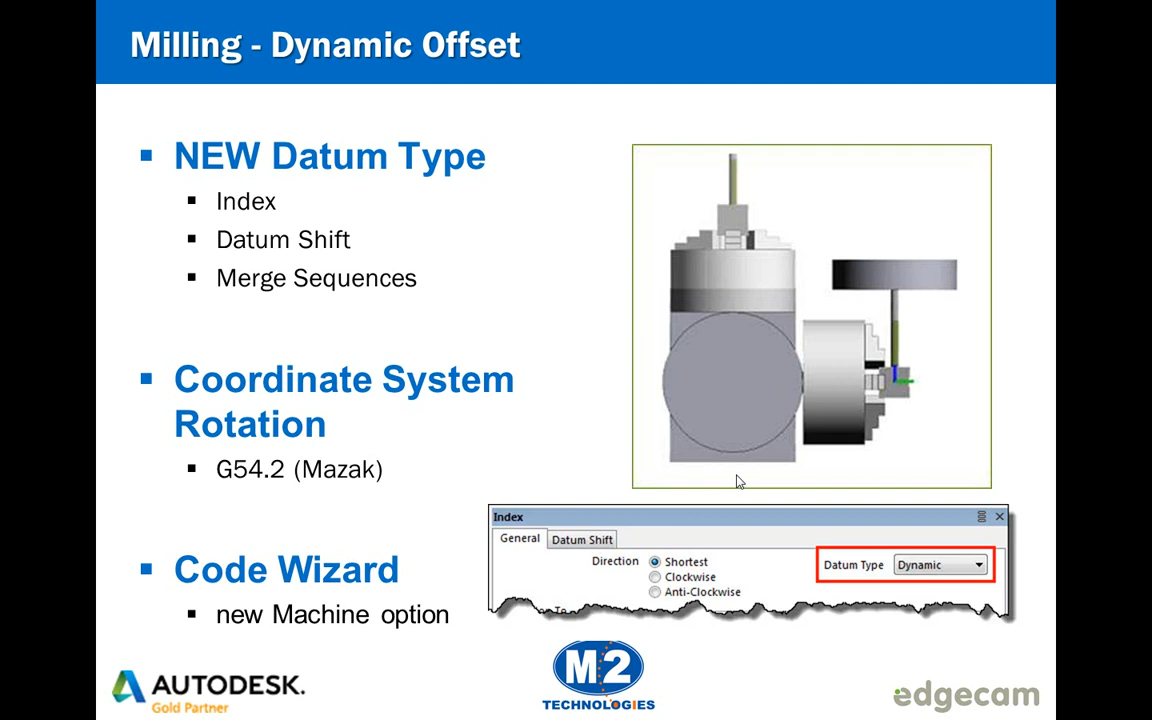 Milling - Dynamic Offset
NEW Datum Type
Index
Datum Shift
Merge Sequences
Coordinate System
Rotation
G54.2 (Mazak)
Code Wizard
new Machine option
Index
General
Datum Shift
Direction
Shortest
Clockwise
Anti-Clockwise
Datum Type
Dynamic
AUTODESK.
Gold Partner
M2
TECHNOLOGIES
edgecam